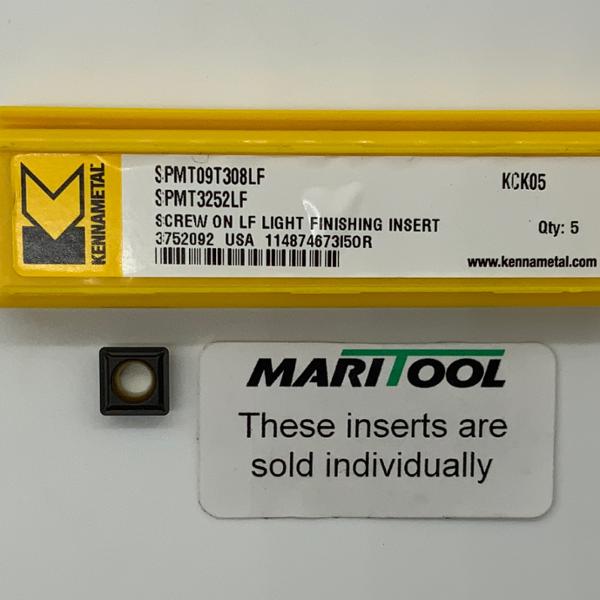 KENNAMETAL
SPMT09T308LF
KCK05
SPMT3252LF
SCREW ON LF LIGHT FINISHING INSERT
Qty: 5
3752092 USA 114874673I50R
www.kennametal.com
MARITOOL
These inserts are
sold individually